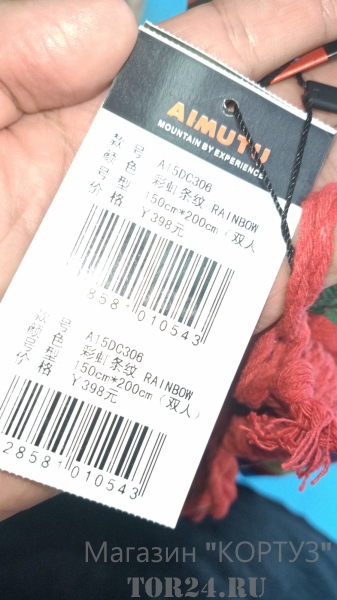 AIMUTU
MOUNTAIN BY EXPERIENCE
款 号 A15DC306
颜 色 彩虹条纹 RAINBOW
号 型 150cm*200cm（双人
价 格 ￥398元
8581 010543
款 号 A15DC306
颜 色 彩虹条纹 RAINBOW
号 型 150cm*200cm（双人）
价 格 ￥398元
28581 010543
Магазин "КОРТУЗ"
TOR24.RU